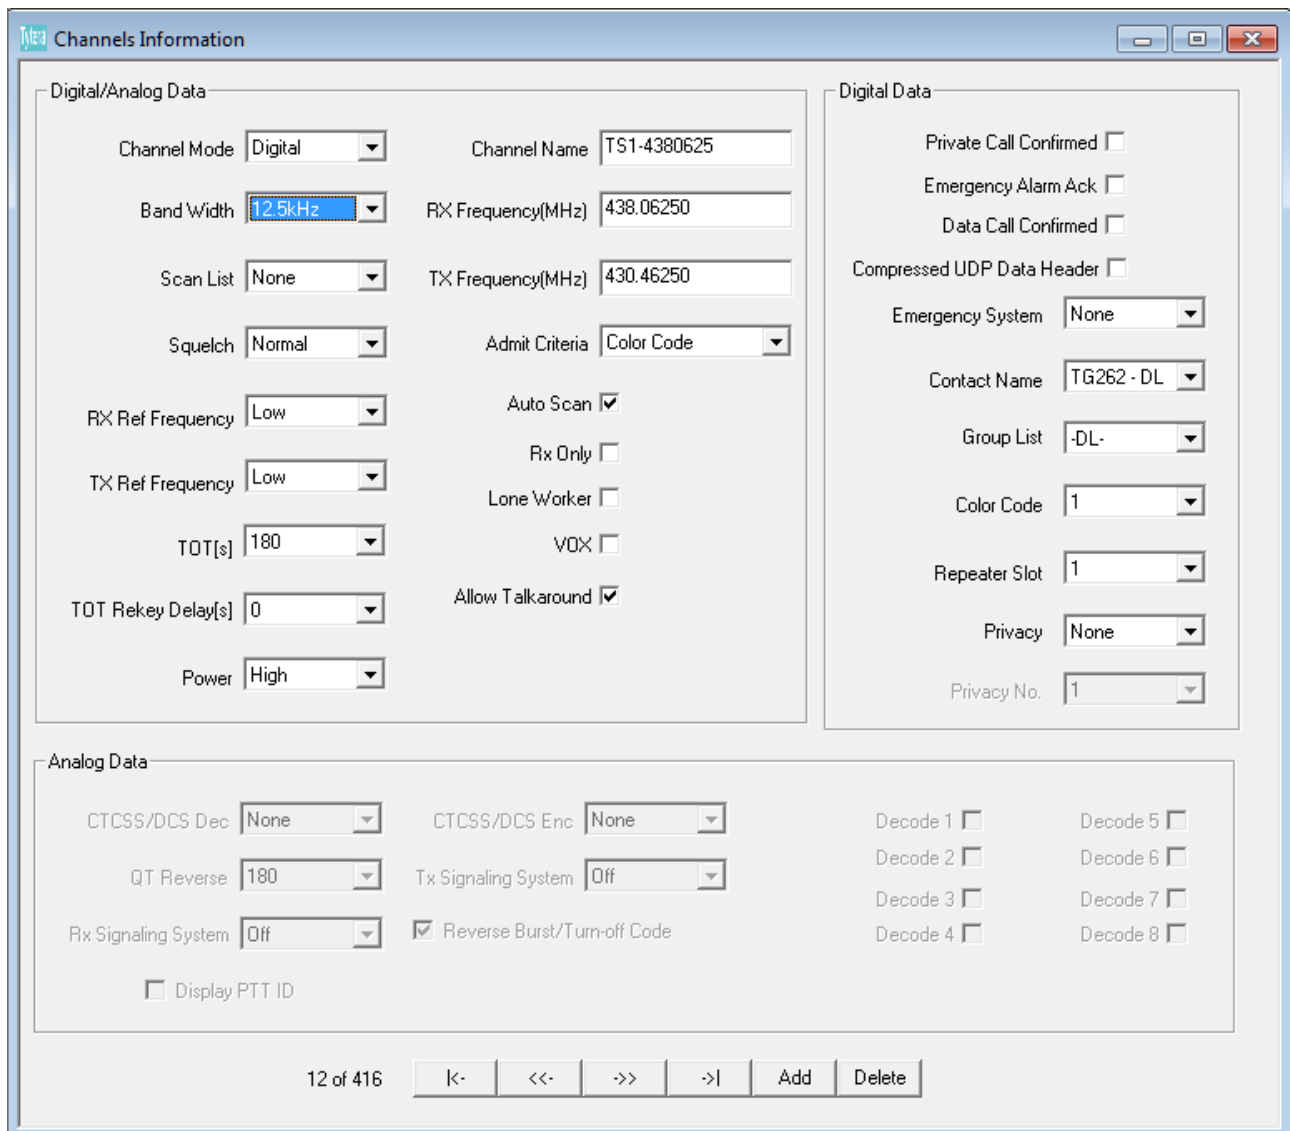 Tytera Channels Information
Digital/Analog Data
Channel Mode Digital
Channel Name TS1-4380625
Band Width 12.5kHz
RX Frequency(MHz) 438.06250
Scan List None
TX Frequency(MHz) 430.46250
Squelch Normal
Admit Criteria Color Code
RX Ref Frequency Low
Auto Scan
Rx Only
TX Ref Frequency Low
Lone Worker
TOT[s] 180
VOX
TOT Rekey Delay[s] 0
Allow Talkaround
Power High
Digital Data
Private Call Confirmed
Emergency Alarm Ack
Data Call Confirmed
Compressed UDP Data Header
Emergency System None
Contact Name TG262 - DL
Group List -DL-
Color Code 1
Repeater Slot 1
Privacy None
Privacy No. 1
Analog Data
CTCSS/DCS Dec None
CTCSS/DCS Enc None
Decode 1
Decode 5
QT Reverse 180
Tx Signaling System Off
Decode 2
Decode 6
Decode 3
Decode 7
Rx Signaling System Off
Reverse Burst/Turn-off Code
Decode 4
Decode 8
Display PTT ID
12 of 416 |<- <<- ->> ->| Add Delete